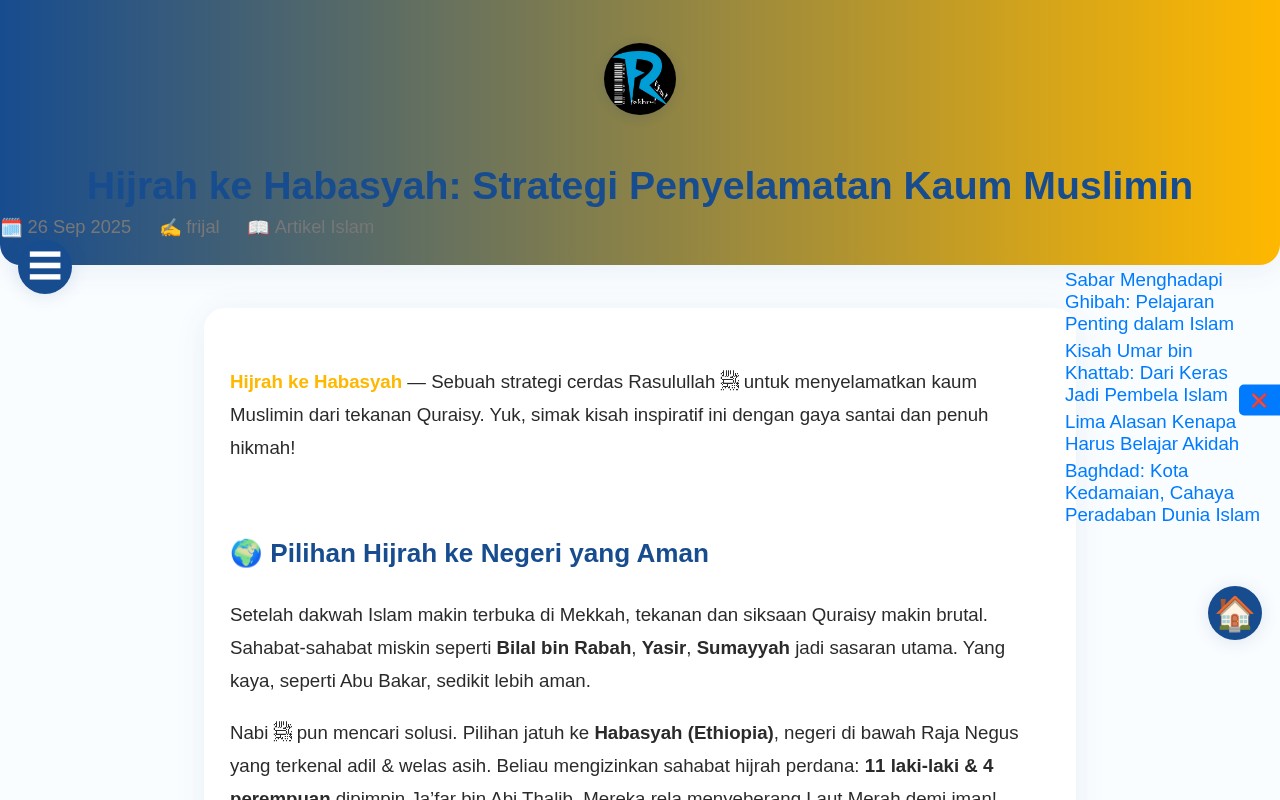 Hijrah ke Habasyah: Strategi Penyelamatan Kaum Muslimin
🗓️ 26 Sep 2025 ✍️ frijal 📖 Artikel Islam
Sabar Menghadapi
Ghibah: Pelajaran
Penting dalam Islam
Kisah Umar bin
Khattab: Dari Keras
Jadi Pembela Islam
Lima Alasan Kenapa
Harus Belajar Akidah
Baghdad: Kota
Kedamaian, Cahaya
Peradaban Dunia Islam
Hijrah ke Habasyah — Sebuah strategi cerdas Rasulullah ﷺ untuk menyelamatkan kaum
Muslimin dari tekanan Quraisy. Yuk, simak kisah inspiratif ini dengan gaya santai dan penuh
hikmah!
🌍 Pilihan Hijrah ke Negeri yang Aman
Setelah dakwah Islam makin terbuka di Mekkah, tekanan dan siksaan Quraisy makin brutal.
Sahabat-sahabat miskin seperti Bilal bin Rabah, Yasir, Sumayyah jadi sasaran utama. Yang
kaya, seperti Abu Bakar, sedikit lebih aman.
Nabi ﷺ pun mencari solusi. Pilihan jatuh ke Habasyah (Ethiopia), negeri di bawah Raja Negus
yang terkenal adil & welas asih. Beliau mengizinkan sahabat hijrah perdana: 11 laki-laki & 4
perempuan dipimpin Ja’far bin Abi Thalib. Mereka rela menyeberang Laut Merah demi iman!